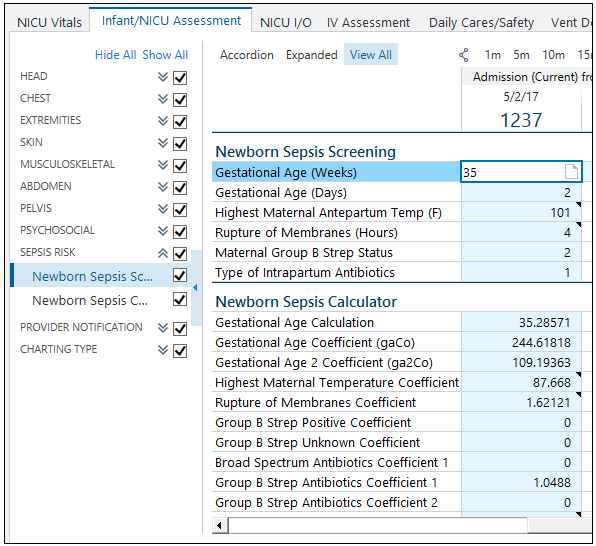 NICU Vitals Infant/NICU Assessment NICU I/O IV Assessment Daily Cares/Safety Vent
Hide All Show All
HEAD
CHEST
EXTREMITIES
SKIN
MUSCULOSKELETAL
ABDOMEN
PELVIS
PSYCHOSOCIAL
SEPSIS RISK
Newborn Sepsis Sc...
Newborn Sepsis C...
PROVIDER NOTIFICATION
CHARTING TYPE
Accordion Expanded View All 1m 5m 10m
Admission (Current)
5/2/17
1237
Newborn Sepsis Screening
Gestational Age (Weeks) 35
Gestational Age (Days) 2
Highest Maternal Antepartum Temp (F) 101
Rupture of Membranes (Hours) 4
Maternal Group B Strep Status 2
Type of Intrapartum Antibiotics 1
Newborn Sepsis Calculator
Gestational Age Calculation 35.28571
Gestational Age Coefficient (gaCo) 244.61818
Gestational Age 2 Coefficient (ga2Co) 109.19363
Highest Maternal Temperature Coefficient 87.668
Rupture of Membranes Coefficient 1.62121
Group B Strep Positive Coefficient 0
Group B Strep Unknown Coefficient 0
Broad Spectrum Antibiotics Coefficient 1 0
Group B Strep Antibiotics Coefficient 1 1.0488
Group B Strep Antibiotics Coefficient 2 0